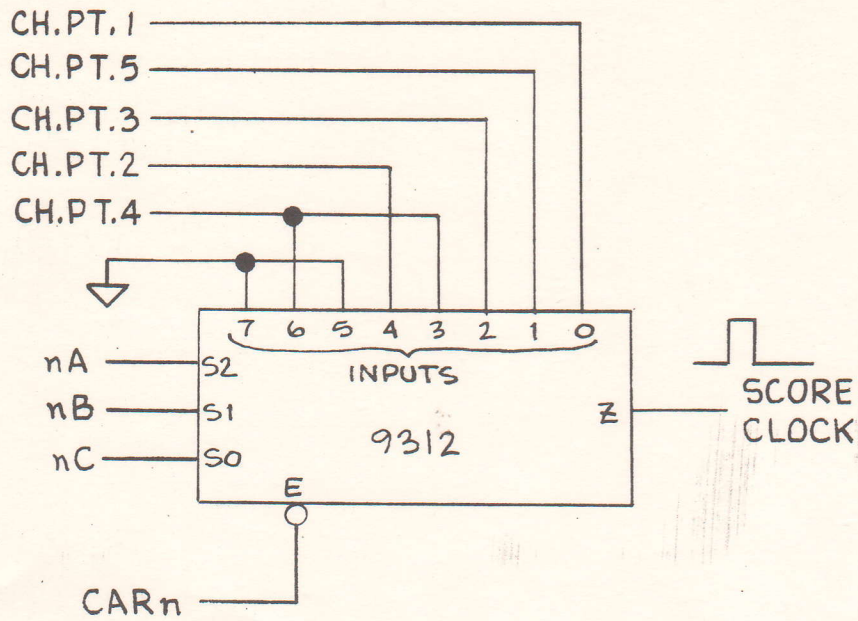 CH.PT.1
CH.PT.5
CH.PT.3
CH.PT.2
CH.PT.4
7 6 5 4 3 2 1 0
INPUTS
nA S2
nB S1
nC S0
9312
Z
SCORE
CLOCK
E
CARn